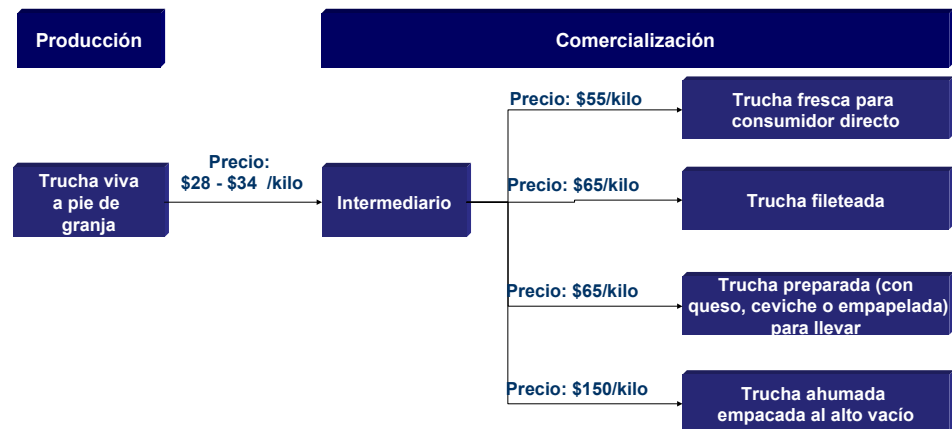 Producción
Comercialización
Precio: $55/kilo
Trucha fresca para
consumidor directo
Precio:
$28 - $34 /kilo
Trucha viva
a pie de
granja
Intermediario
Precio: $65/kilo
Trucha fileteada
Precio: $65/kilo
Trucha preparada (con
queso, ceviche o empapelada)
para llevar
Precio: $150/kilo
Trucha ahumada
empacada al alto vacío